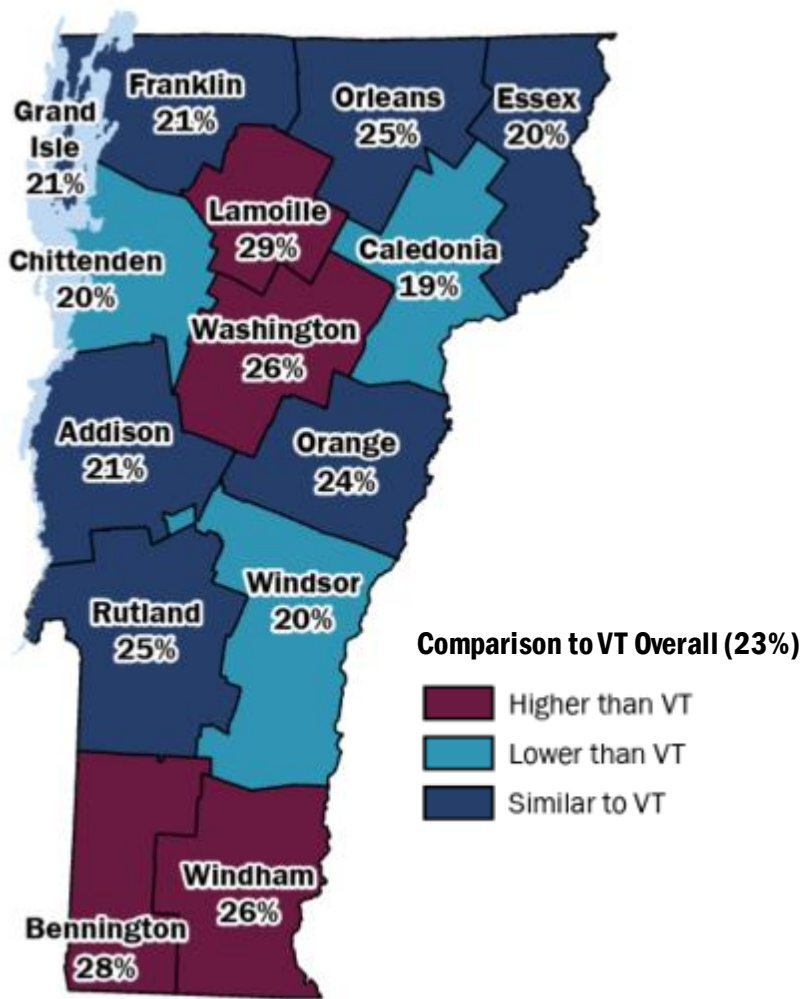 Franklin
21%
Orleans
25%
Essex
20%
Grand
Isle
21%
Lamoille
29%
Caledonia
19%
Chittenden
20%
Washington
26%
Addison
21%
Orange
24%
Windsor
20%
Rutland
25%
Comparison to VT Overall (23%)
Higher than VT
Lower than VT
Similar to VT
Windham
26%
Bennington
28%